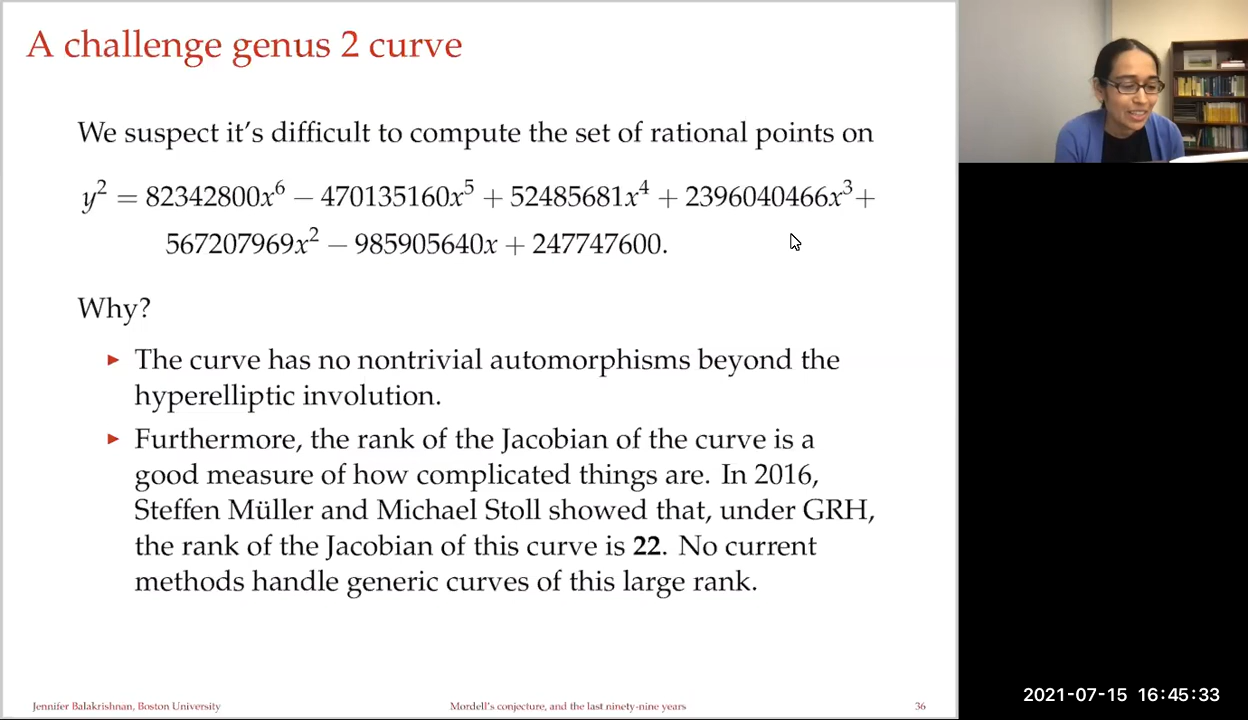 A challenge genus 2 curve
We suspect it's difficult to compute the set of rational points on
y² = 82342800x⁶ − 470135160x⁵ + 52485681x⁴ + 2396040466x³+
567207969x² − 985905640x + 247747600.
Why?
▶ The curve has no nontrivial automorphisms beyond the
hyperelliptic involution.
▶ Furthermore, the rank of the Jacobian of the curve is a
good measure of how complicated things are. In 2016,
Steffen Müller and Michael Stoll showed that, under GRH,
the rank of the Jacobian of this curve is 22. No current
methods handle generic curves of this large rank.
Jennifer Balakrishnan, Boston University
Mordell's conjecture, and the last ninety-nine years
36
2021-07-15 16:45:33